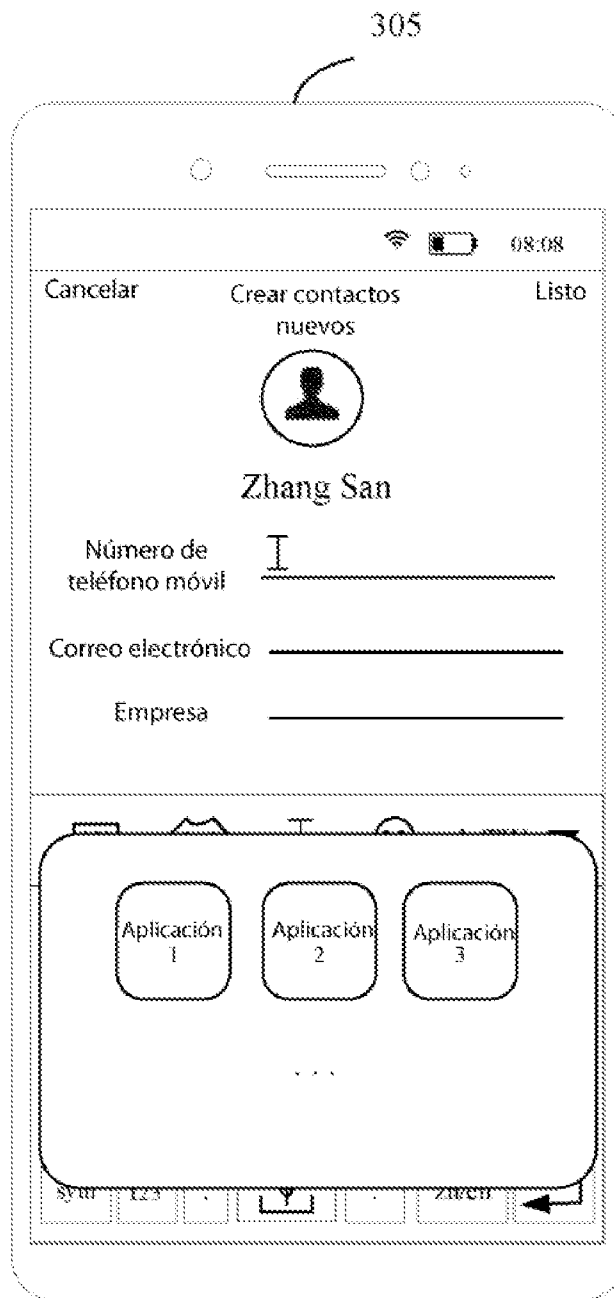 305
08:08
Cancelar Crear contactos Listo
nuevos
Zhang San
Número de
teléfono móvil
Correo electrónico
Empresa
Aplicación Aplicación Aplicación
1 2 3
. . .
123